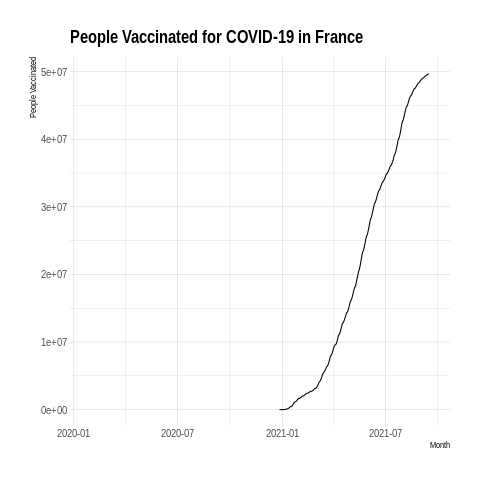 People Vaccinated for COVID-19 in France
People Vaccinated
5e+07
4e+07
3e+07
2e+07
1e+07
0e+00
2020-01
2020-07
2021-01
2021-07
Month